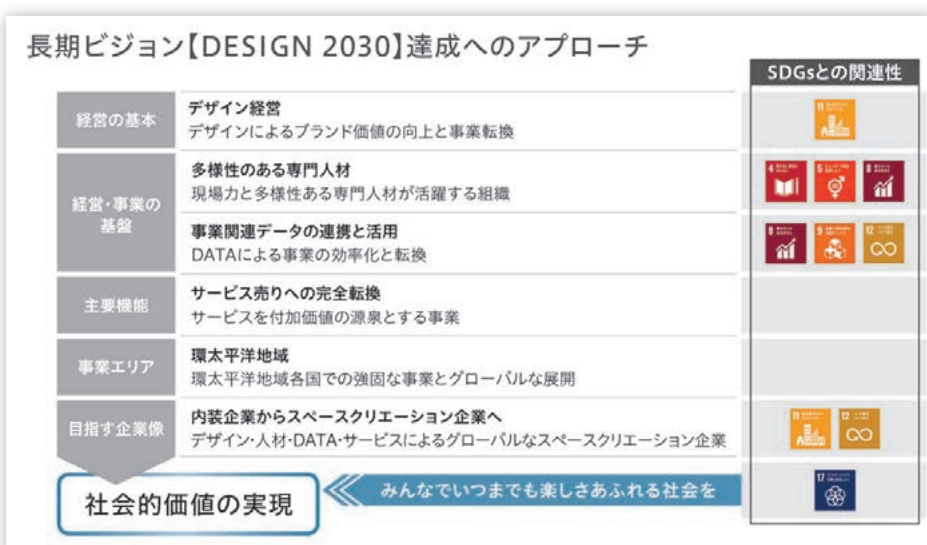 長期ビジョン【DESIGN 2030】達成へのアプローチ
SDGsとの関連性
経営の基本
デザイン経営
デザインによるブランド価値の向上と事業転換
11
経営・事業の
基盤
多様性のある専門人材
現場力と多様性ある専門人材が活躍する組織
4
5
8
事業関連データの連携と活用
DATAによる事業の効率化と転換
8
9
12
主要機能
サービス売りへの完全転換
サービスを付加価値の源泉とする事業
事業エリア
環太平洋地域
環太平洋地域各国での強固な事業とグローバルな展開
目指す企業像
内装企業からスペースクリエーション企業へ
デザイン・人材・DATA・サービスによるグローバルなスペースクリエーション企業
11
12
社会的価値の実現
みんなでいつまでも楽しさあふれる社会を
17